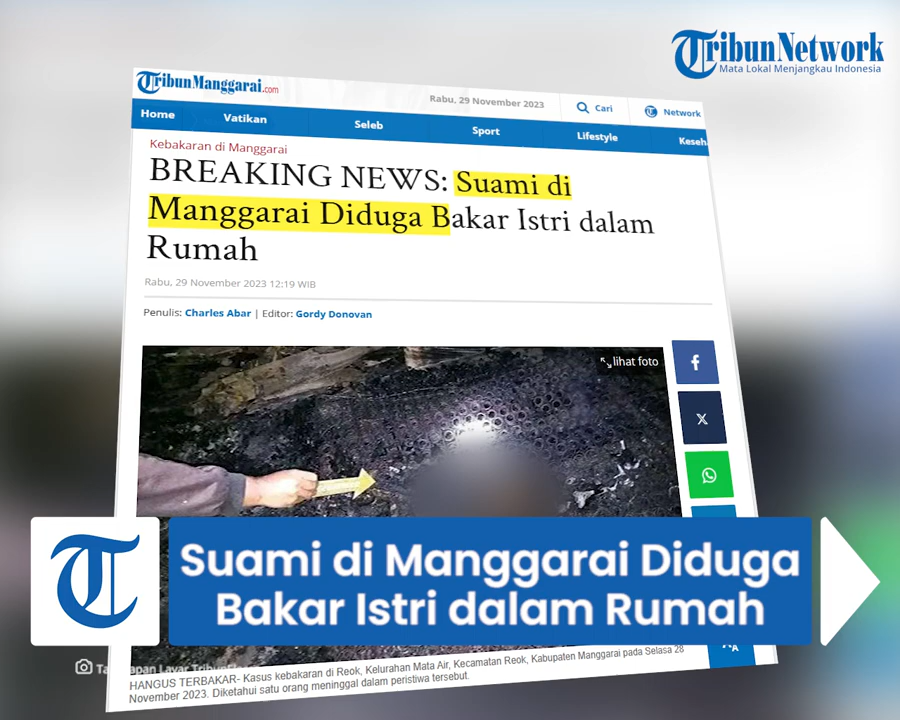 TribunNetwork
Mata Lokal Menjangkau Indonesia
TribunManggarai.com
Rabu, 29 November 2023
Cari
Network
Home
Vatikan
Seleb
Sport
Lifestyle
Keseh
Kebakaran di Manggarai
BREAKING NEWS: Suami di
Manggarai Diduga Bakar Istri dalam
Rumah
Rabu, 29 November 2023 12:19 WIB
Penulis: Charles Abar | Editor: Gordy Donovan
lihat foto
Suami di Manggarai Diduga
Bakar Istri dalam Rumah
Layar
HANGUS TERBAKAR- Kasus kebakaran di Reok, Kelurahan Mata Air, Kecamatan Reok, Kabupaten Manggarai pada Selasa 28
November 2023. Diketahui satu orang meninggal dalam peristiwa tersebut.